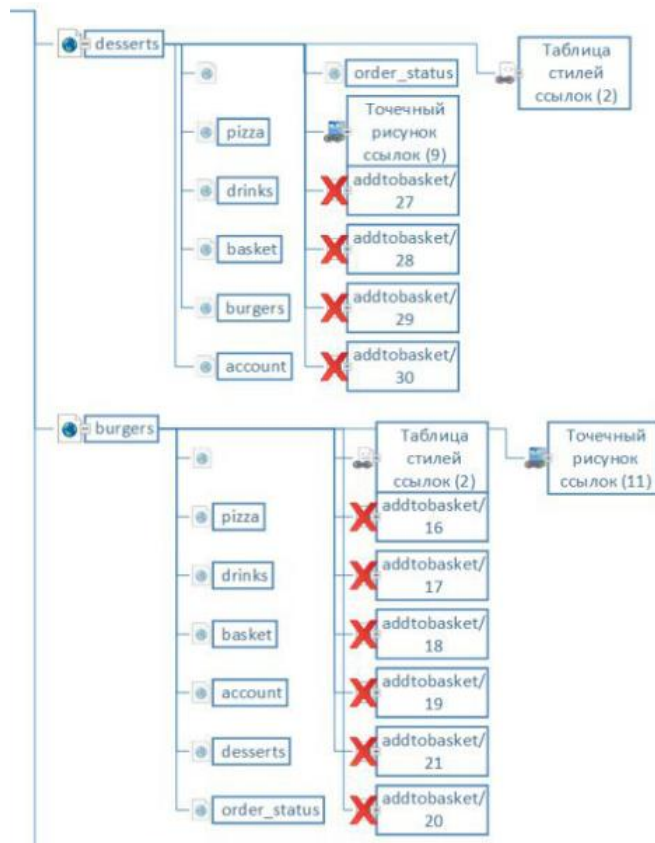 desserts
order_status
Таблица
стилей
ссылок (2)
pizza
Точечный
рисунок
ссылок (9)
drinks
addtobasket/
27
basket
addtobasket/
28
burgers
addtobasket/
29
account
addtobasket/
30
burgers
Таблица
стилей
ссылок (2)
Точечный
рисунок
ссылок (11)
pizza
addtobasket/
16
drinks
addtobasket/
17
basket
addtobasket/
18
account
addtobasket/
19
desserts
addtobasket/
21
order_status
addtobasket/
20